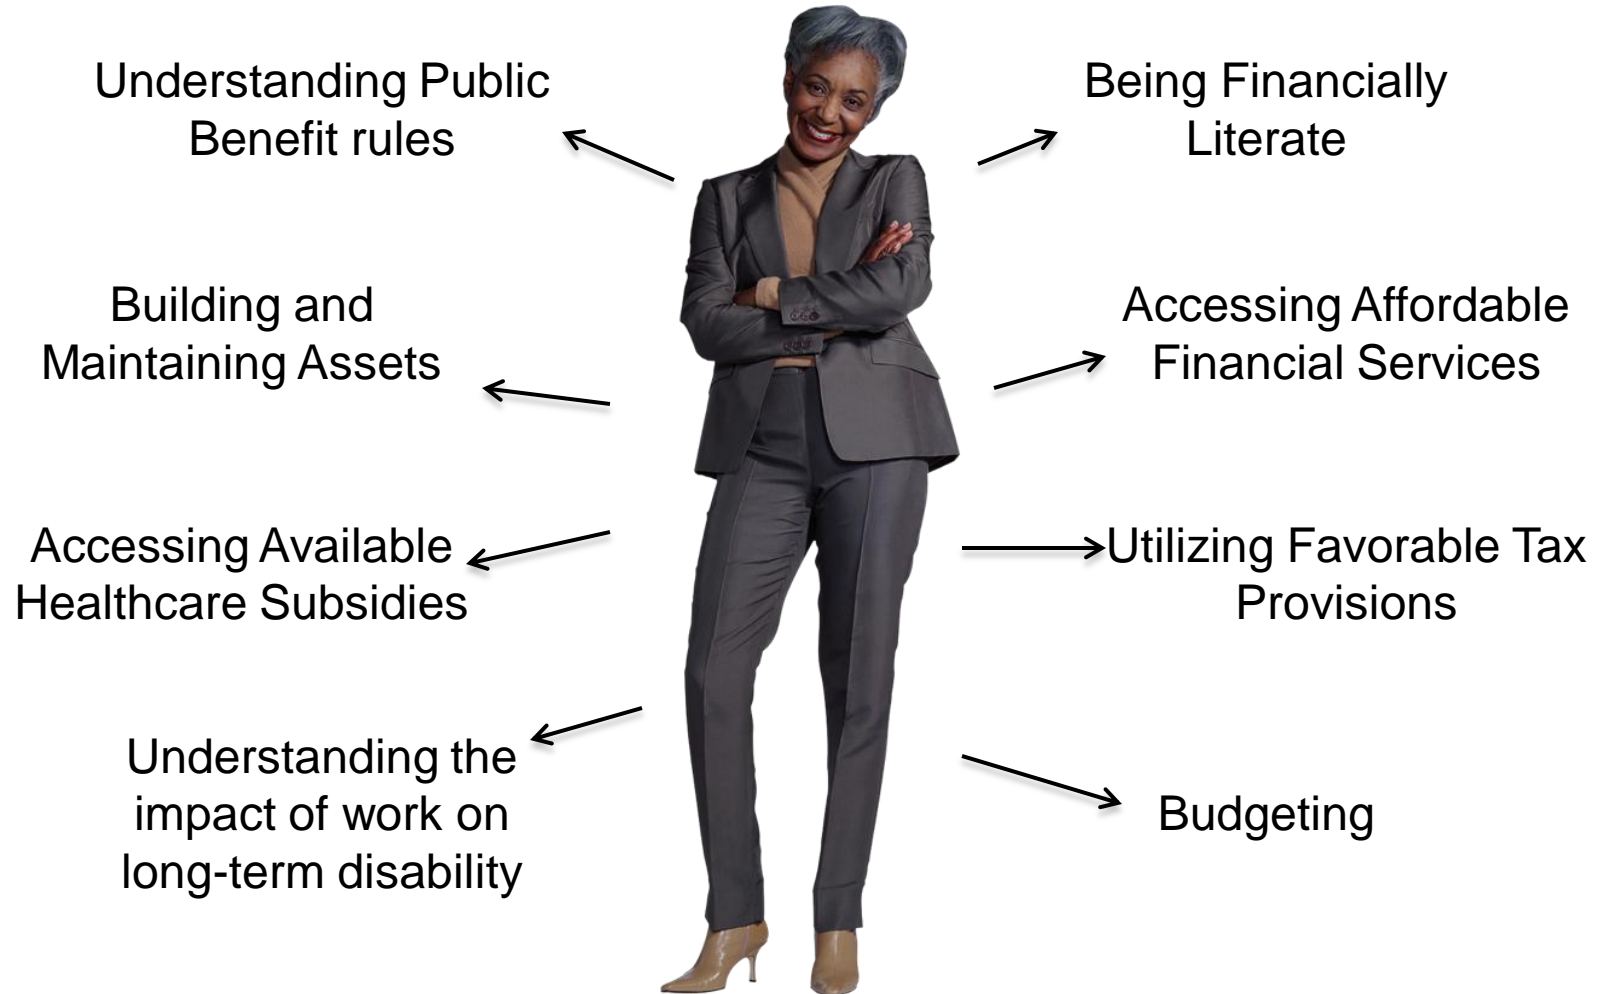 Understanding Public
Benefit rules
Being Financially
Literate
Building and
Maintaining Assets
Accessing Affordable
Financial Services
Accessing Available
Healthcare Subsidies
Utilizing Favorable Tax
Provisions
Understanding the
impact of work on
long-term disability
Budgeting